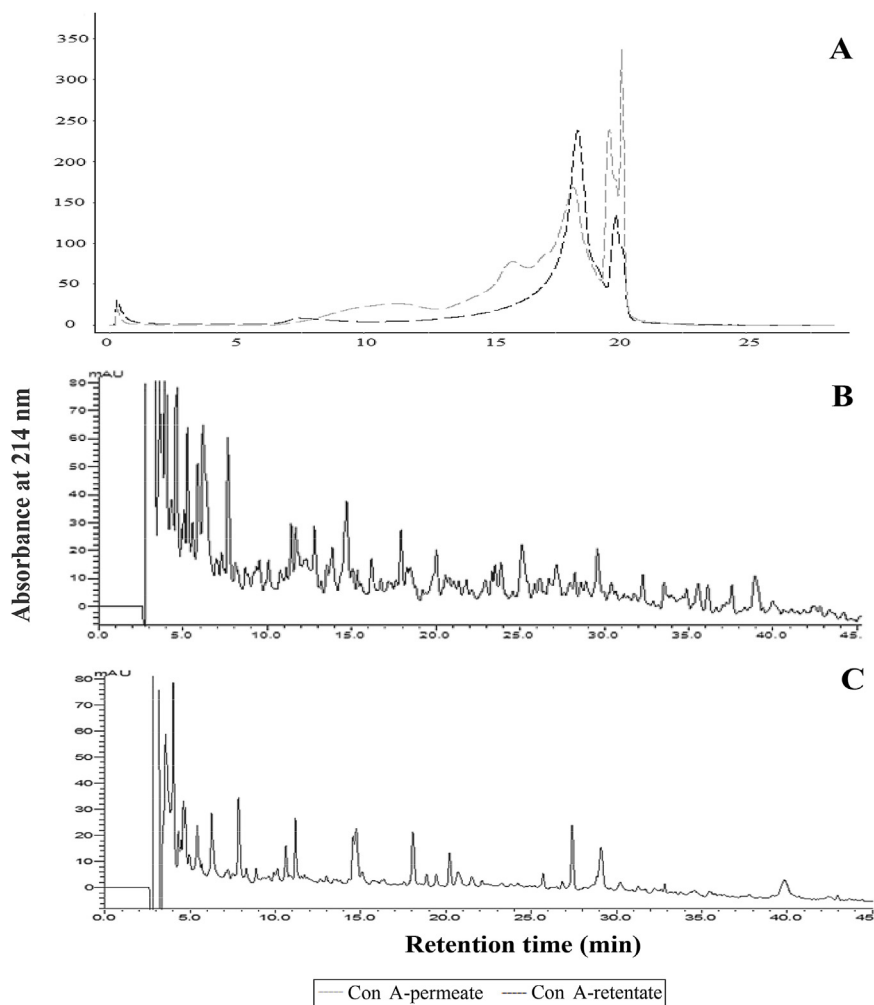 A
350
300
250
200
150
100
50
0
0 5 10 15 20 25
Absorbance at 214 nm
B
mAU
80
70
60
50
40
30
20
10
0
0.0 5.0 10.0 15.0 20.0 25.0 30.0 35.0 40.0 45.
C
mAU
80
70
60
50
40
30
20
10
0
0.0 5.0 10.0 15.0 20.0 25.0 30.0 35.0 40.0 45
Retention time (min)
Con A-permeate Con A-retentate